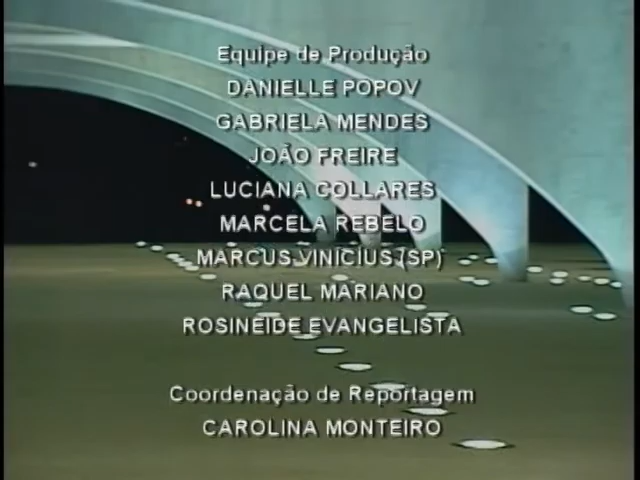 Equipe de Produção
DANIELLE POPOV
GABRIELA MENDES
JOÃO FREIRE
LUCIANA COLLARES
MARCELA REBELO
MARCUS VINICIUS (SP)
RAQUEL MARIANO
ROSINEIDE EVANGELISTA
Coordenação de Reportagem
CAROLINA MONTEIRO